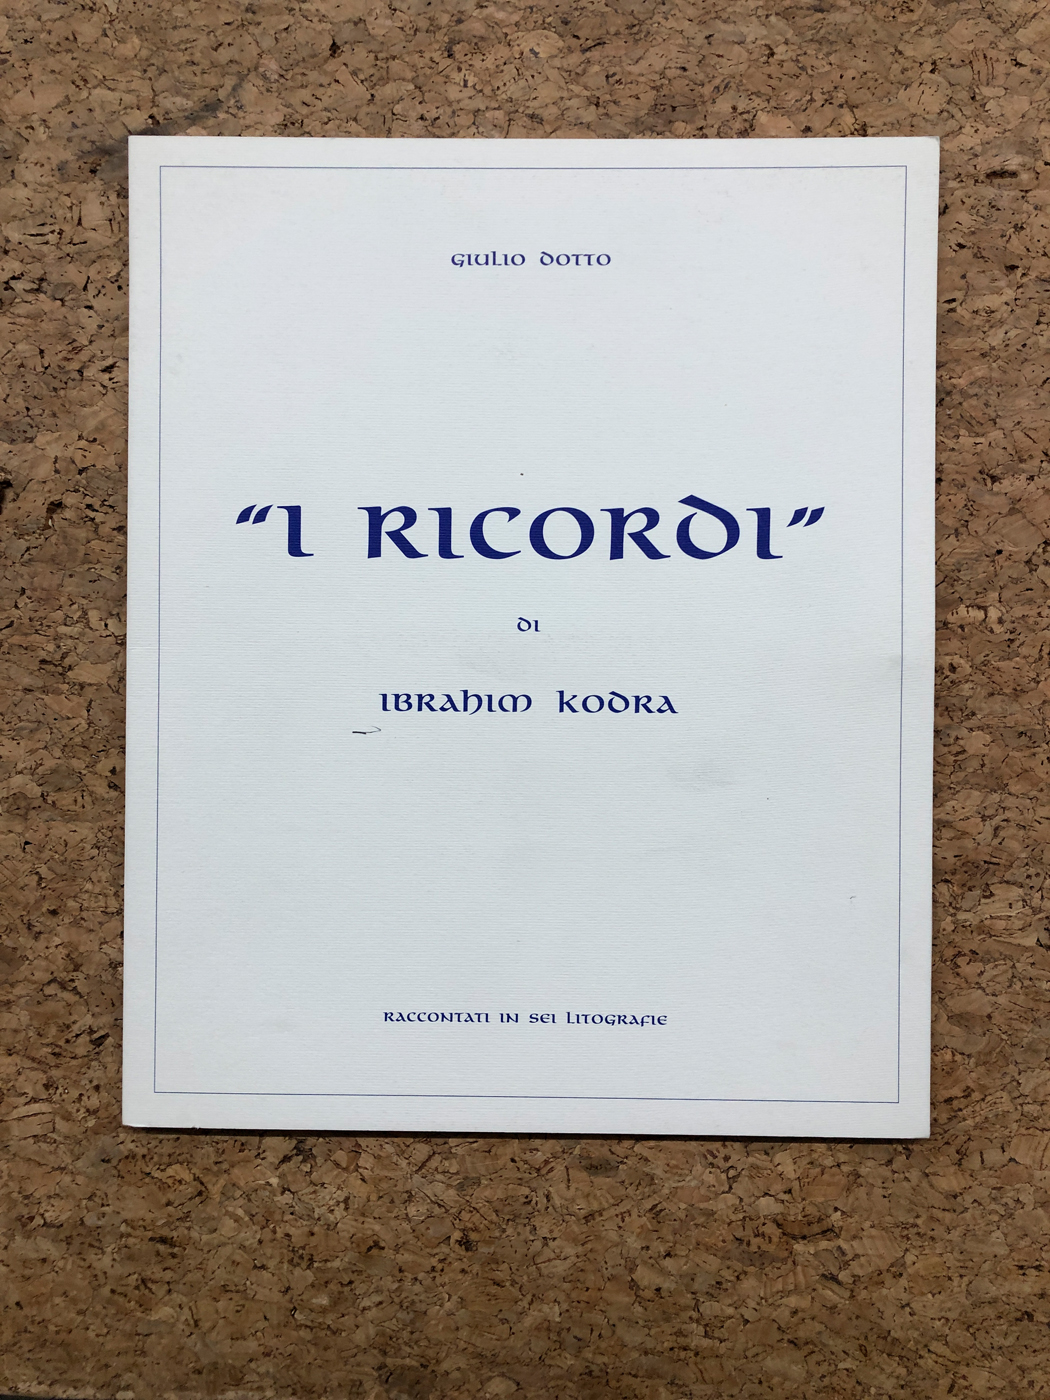 GIULIO DOTTO
“I RICORDI”
DI
IBRAHIM KODRA
RACCONTATI IN SEI LITOGRAFIE